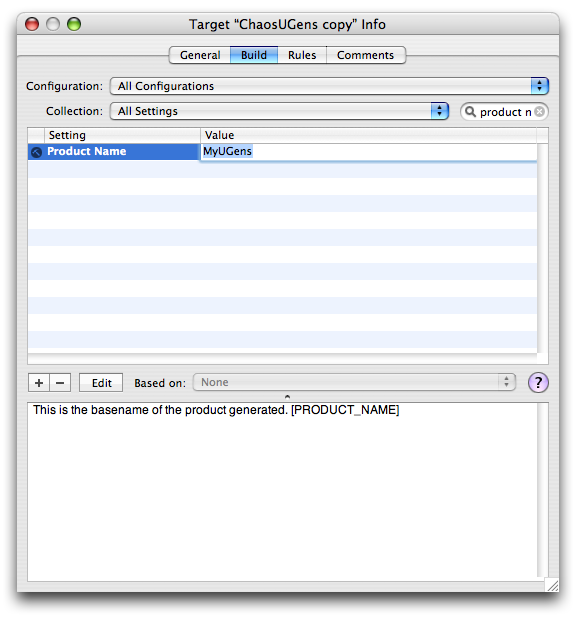 Target “ChaosUGens copy” Info
General Build Rules Comments
Configuration: All Configurations
Collection: All Settings product n
Setting Value
Product Name MyUGens
+ − Edit Based on: None ?
This is the basename of the product generated. [PRODUCT_NAME]